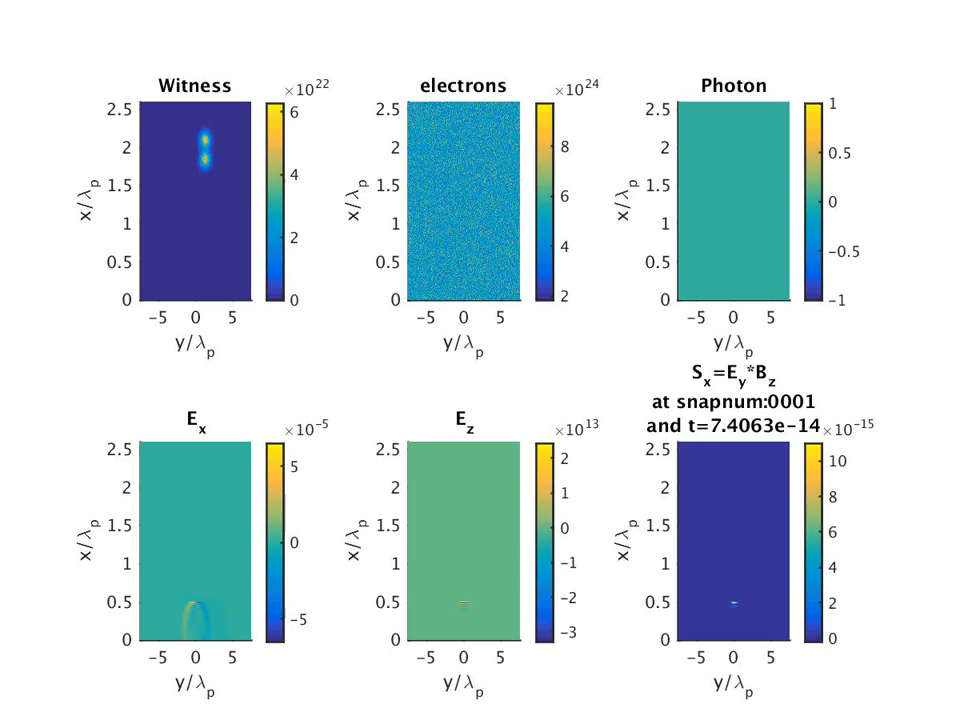 Witness
electrons
Photon
×10^22
×10^24
2.5
2
1.5
1
0.5
0
6
4
2
0
−5 0 5
y/λ_p
x/λ_p
2.5
2
1.5
1
0.5
0
8
6
4
2
−5 0 5
y/λ_p
x/λ_p
2.5
2
1.5
1
0.5
0
1
0.5
0
−0.5
−1
−5 0 5
y/λ_p
x/λ_p
E_x
×10^-5
2.5
2
1.5
1
0.5
0
5
0
−5
−5 0 5
y/λ_p
x/λ_p
E_z
×10^13
2.5
2
1.5
1
0.5
0
2
1
0
−1
−2
−3
−5 0 5
y/λ_p
x/λ_p
S_x=E_y*B_z
at snapnum:0001
and t=7.4063e−14
×10^-15
2.5
2
1.5
1
0.5
0
10
8
6
4
2
0
−5 0 5
y/λ_p
x/λ_p